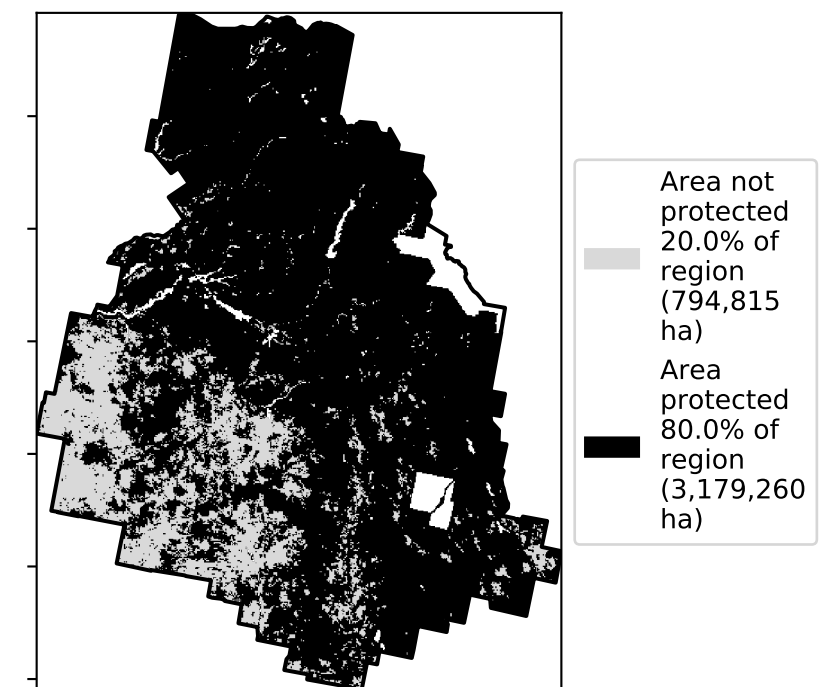 Area not
protected
20.0% of
region
(794,815
ha)
Area
protected
80.0% of
region
(3,179,260
ha)